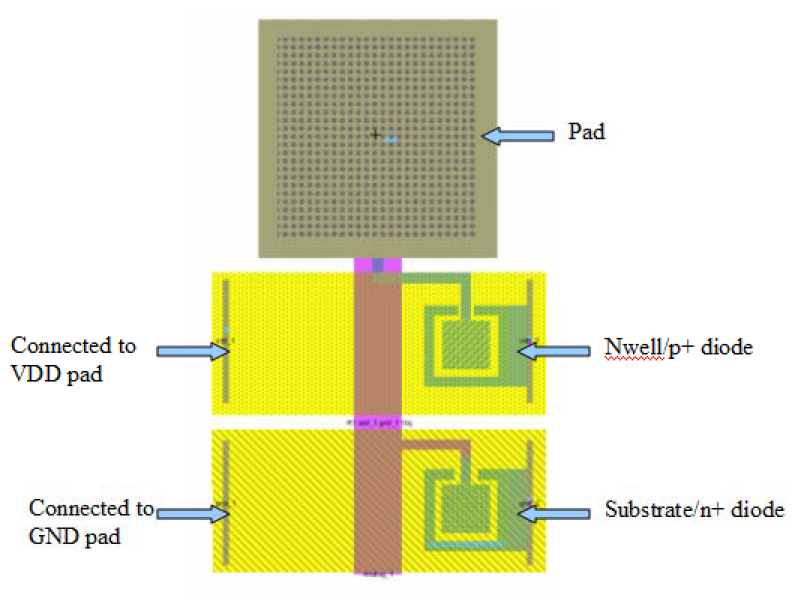 Pad
Connected to
VDD pad
Nwell/p+ diode
Connected to
GND pad
Substrate/n+ diode